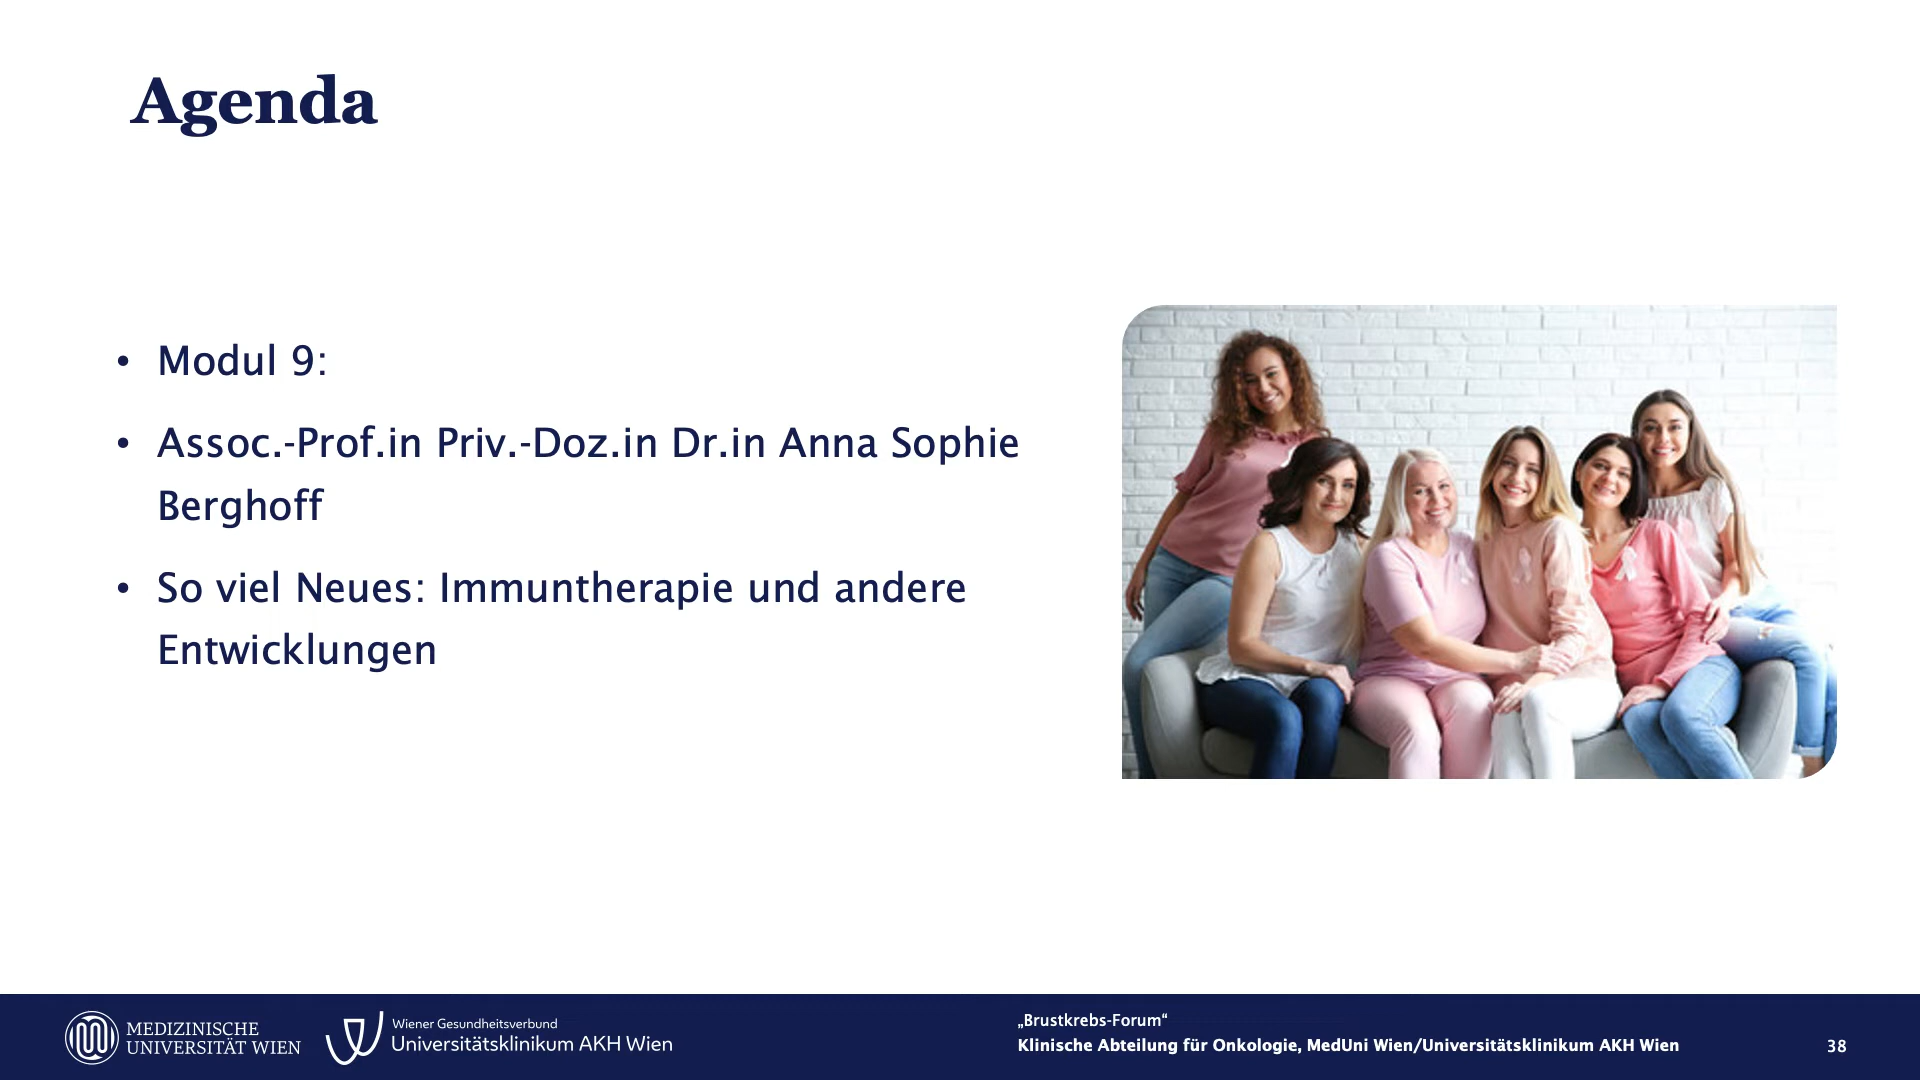 Agenda
• Modul 9:
• Assoc.-Prof.in Priv.-Doz.in Dr.in Anna Sophie
Berghoff
• So viel Neues: Immuntherapie und andere
Entwicklungen
MEDIZINISCHE
UNIVERSITÄT WIEN
Wiener Gesundheitsverbund
Universitätsklinikum AKH Wien
„Brustkrebs-Forum“
Klinische Abteilung für Onkologie, MedUni Wien/Universitätsklinikum AKH Wien
38